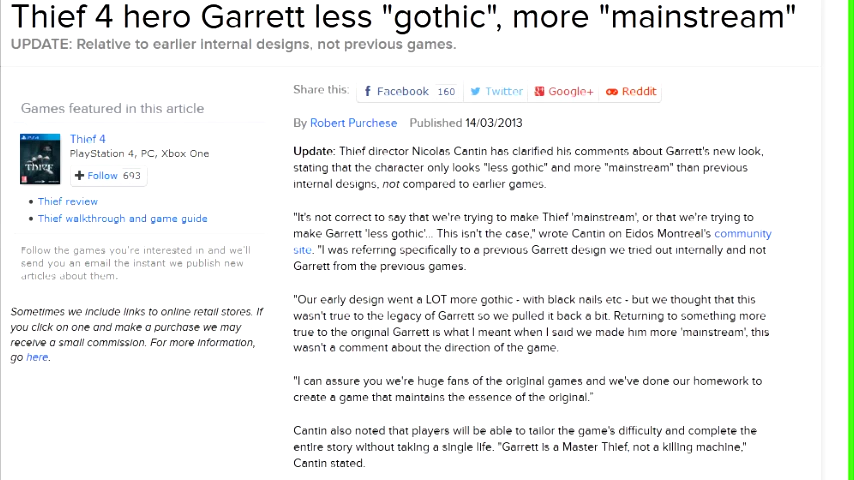 Thief 4 hero Garrett less "gothic", more "mainstream"
UPDATE: Relative to earlier internal designs, not previous games.
Games featured in this article
Thief 4
PlayStation 4, PC, Xbox One
Follow 693
• Thief review
• Thief walkthrough and game guide
Follow the games you're interested in and we'll
send you an email the instant we publish new
articles about them.
Sometimes we include links to online retail stores. If
you click on one and make a purchase we may
receive a small commission. For more information,
go here.
Share this: Facebook 160 Twitter Google+ Reddit
By Robert Purchese Published 14/03/2013
Update: Thief director Nicolas Cantin has clarified his comments about Garrett's new look,
stating that the character only looks "less gothic" and more "mainstream" than previous
internal designs, not compared to earlier games.
"It's not correct to say that we're trying to make Thief 'mainstream', or that we're trying to
make Garrett 'less gothic'... This isn't the case," wrote Cantin on Eidos Montreal's community
site. "I was referring specifically to a previous Garrett design we tried out internally and not
Garrett from the previous games.
"Our early design went a LOT more gothic - with black nails etc - but we thought that this
wasn't true to the legacy of Garrett so we pulled it back a bit. Returning to something more
true to the original Garrett is what I meant when I said we made him more 'mainstream', this
wasn't a comment about the direction of the game.
"I can assure you we're huge fans of the original games and we've done our homework to
create a game that maintains the essence of the original."
Cantin also noted that players will be able to tailor the game's difficulty and complete the
entire story without taking a single life. "Garrett is a Master Thief, not a killing machine,"
Cantin stated.
THIEF